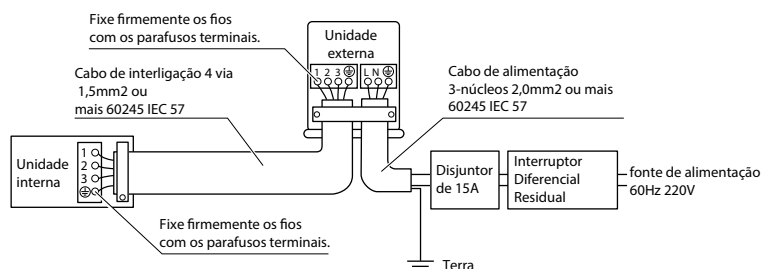 Fixe firmemente os fios
com os parafusos terminais.
Unidade
externa
1 2 3
L N
Cabo de interligação 4 via
1,5mm2 ou
mais 60245 IEC 57
Cabo de alimentação
3-núcleos 2,0mm2 ou mais
60245 IEC 57
Unidade
interna
1
2
3
Disjuntor
de 15A
Interruptor
Diferencial
Residual
fonte de alimentação
60Hz 220V
Fixe firmemente os fios
com os parafusos terminais.
Terra